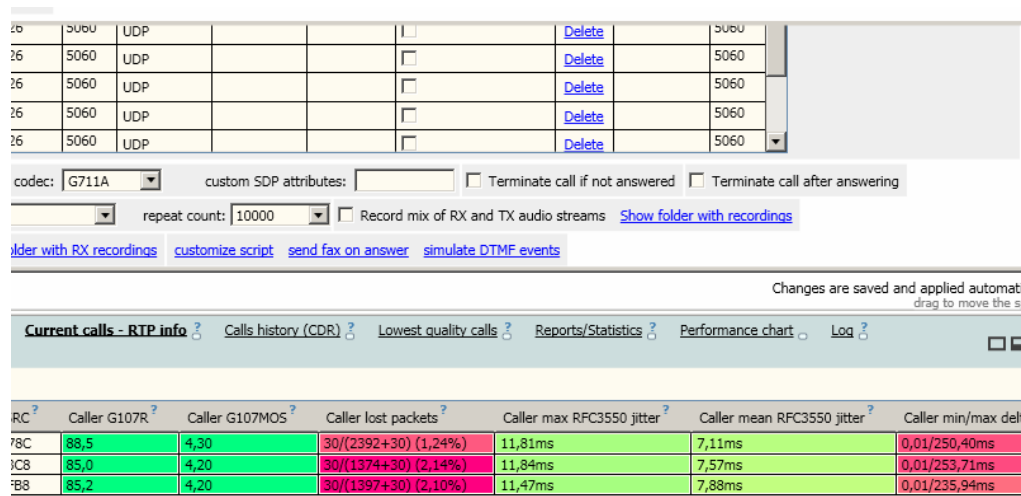 26 5060 UDP Delete 5060
26 5060 UDP Delete 5060
26 5060 UDP Delete 5060
26 5060 UDP Delete 5060
26 5060 UDP Delete 5060
codec: G711A custom SDP attributes: Terminate call if not answered Terminate call after answering
repeat count: 10000 Record mix of RX and TX audio streams Show folder with recordings
older with RX recordings customize script send fax on answer simulate DTMF events
Changes are saved and applied automati
drag to move the s
Current calls - RTP info ? Calls history (CDR) ? Lowest quality calls ? Reports/Statistics ? Performance chart Log ?
RC ? Caller G107R ? Caller G107MOS ? Caller lost packets ? Caller max RFC3550 jitter ? Caller mean RFC3550 jitter ? Caller min/max delt
78C 88,5 4,30 30/(2392+30) (1,24%) 11,81ms 7,11ms 0,01/250,40ms
3C8 85,0 4,20 30/(1374+30) (2,14%) 11,84ms 7,57ms 0,01/253,71ms
FB8 85,2 4,20 30/(1397+30) (2,10%) 11,47ms 7,88ms 0,01/235,94ms